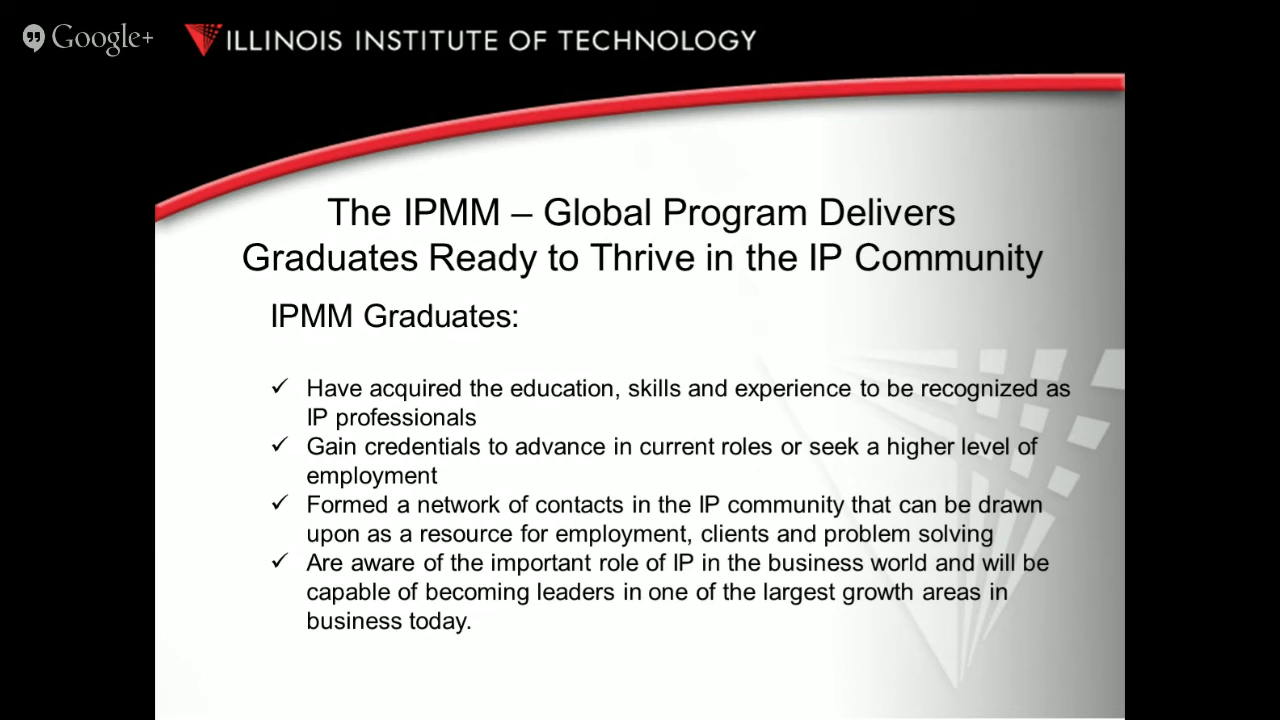 Google+
ILLINOIS INSTITUTE OF TECHNOLOGY
The IPMM – Global Program Delivers
Graduates Ready to Thrive in the IP Community
IPMM Graduates:
✓ Have acquired the education, skills and experience to be recognized as
IP professionals
✓ Gain credentials to advance in current roles or seek a higher level of
employment
✓ Formed a network of contacts in the IP community that can be drawn
upon as a resource for employment, clients and problem solving
✓ Are aware of the important role of IP in the business world and will be
capable of becoming leaders in one of the largest growth areas in
business today.